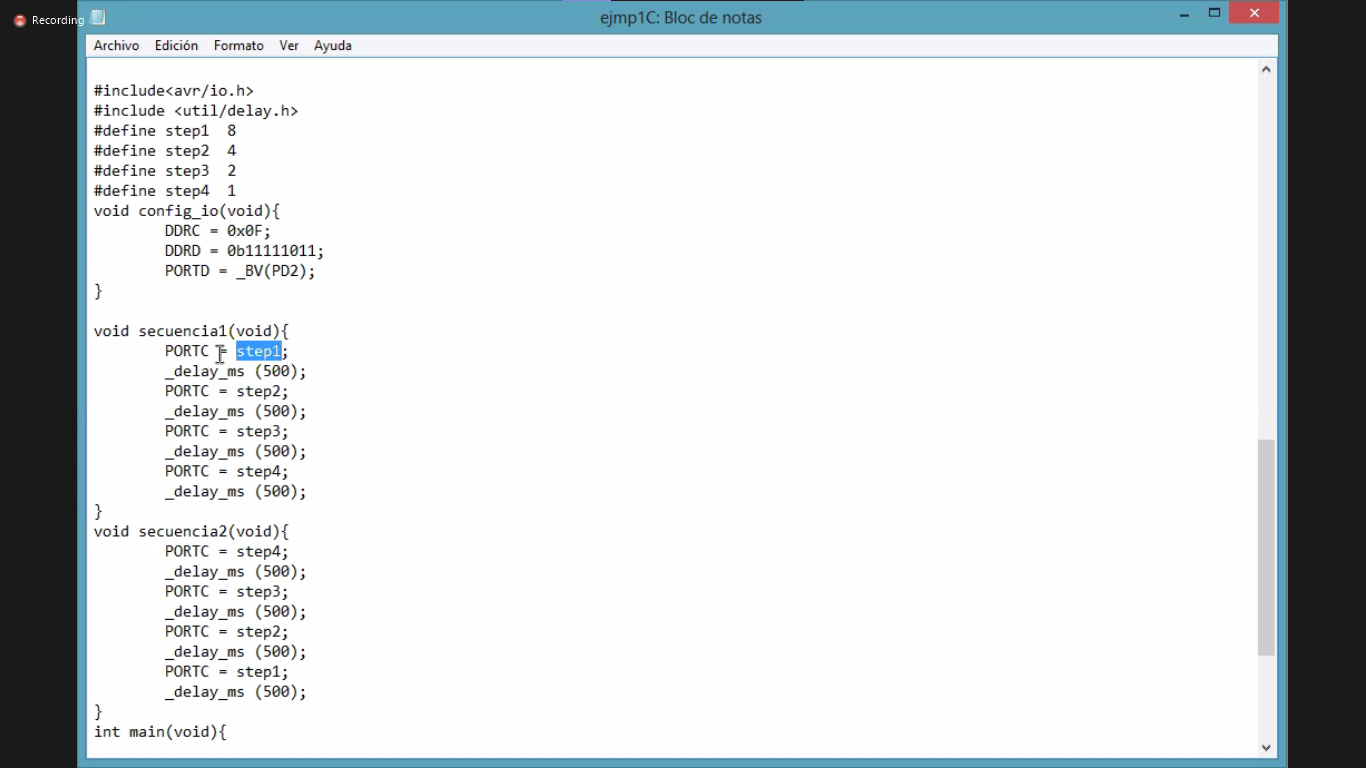 Recording
ejmp1C: Bloc de notas
Archivo Edición Formato Ver Ayuda
#include<avr/io.h>
#include <util/delay.h>
#define step1  8
#define step2  4
#define step3  2
#define step4  1
void config_io(void){
        DDRC = 0x0F;
        DDRD = 0b11111011;
        PORTD = _BV(PD2);
}
void secuencia1(void){
        PORTC = step1;
        _delay_ms (500);
        PORTC = step2;
        _delay_ms (500);
        PORTC = step3;
        _delay_ms (500);
        PORTC = step4;
        _delay_ms (500);
}
void secuencia2(void){
        PORTC = step4;
        _delay_ms (500);
        PORTC = step3;
        _delay_ms (500);
        PORTC = step2;
        _delay_ms (500);
        PORTC = step1;
        _delay_ms (500);
}
int main(void){